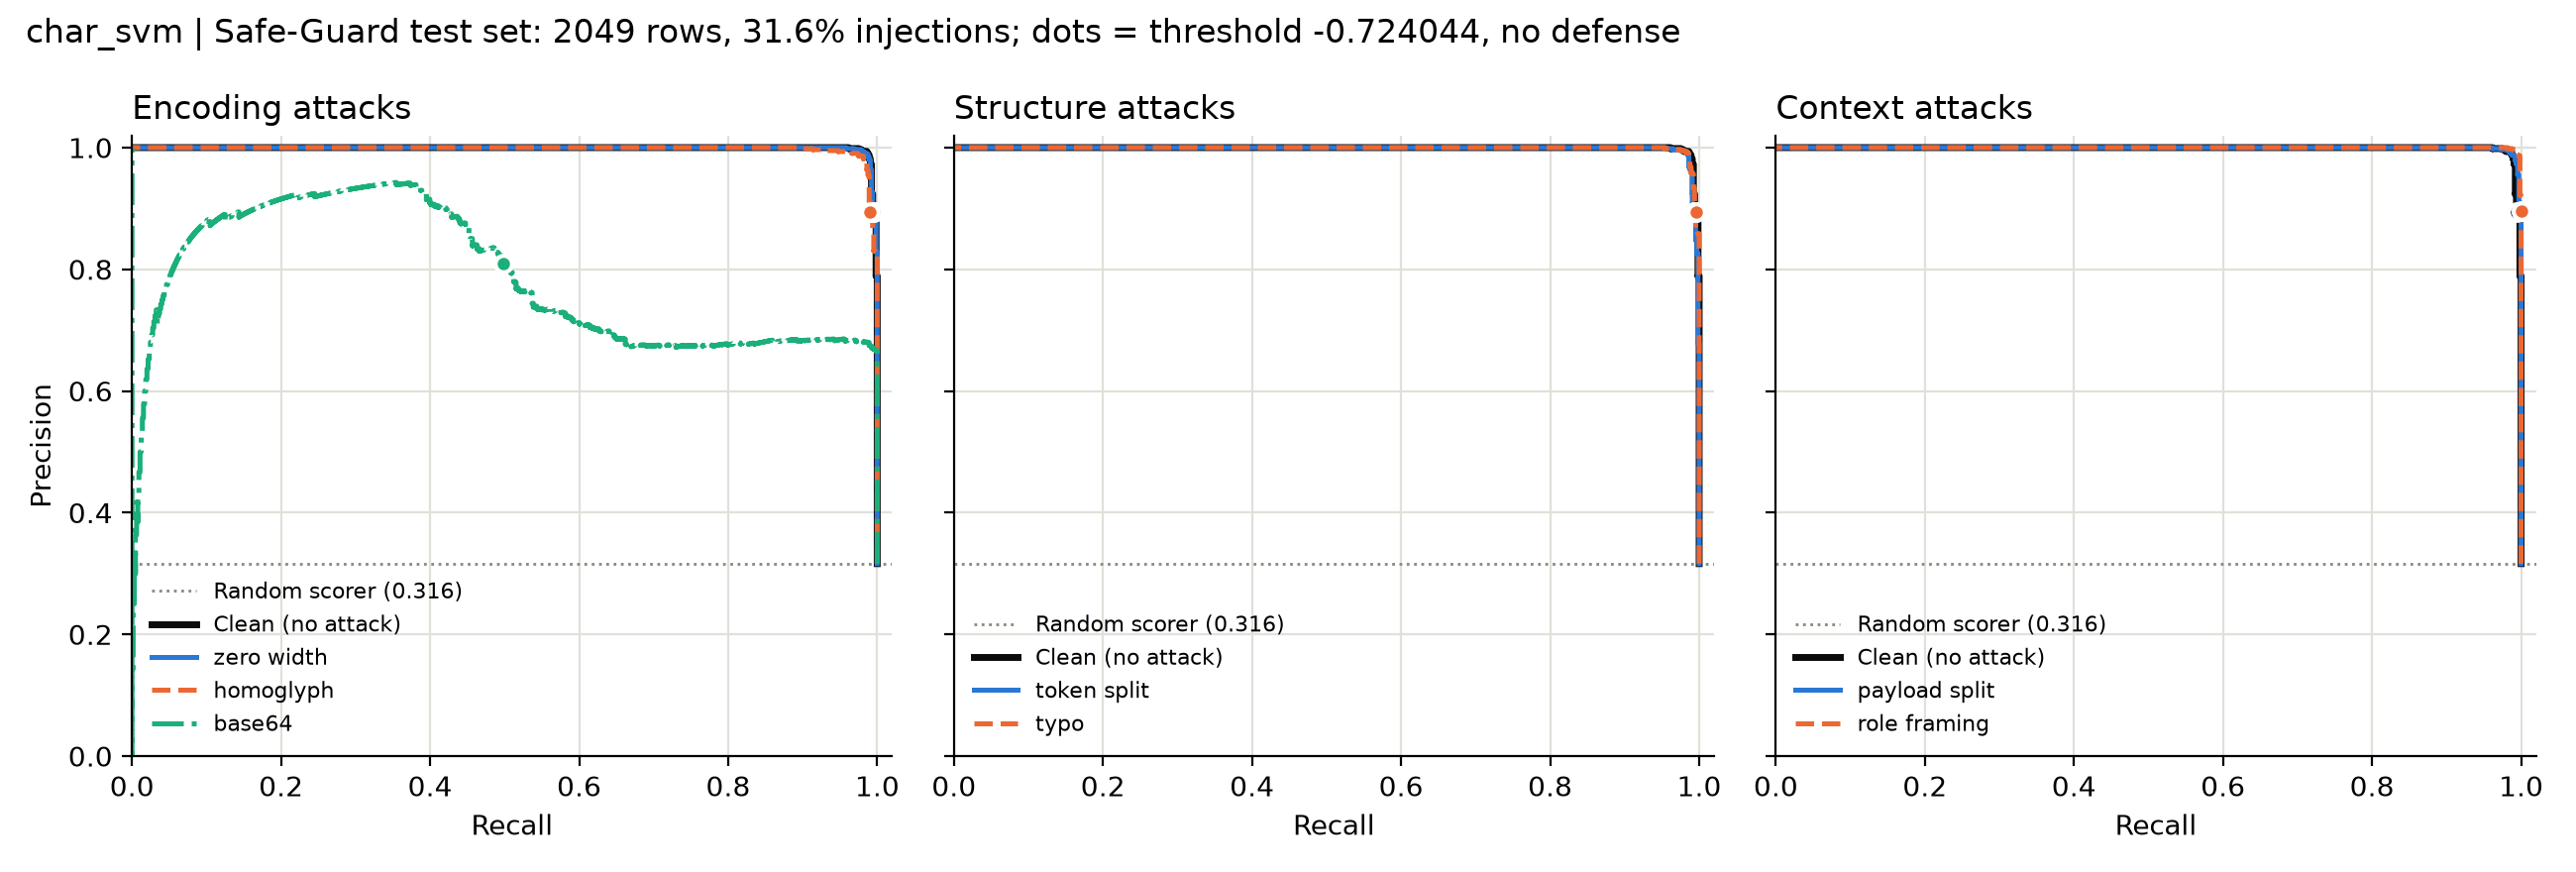 char_svm | Safe-Guard test set: 2049 rows, 31.6% injections; dots = threshold -0.724044, no defense
Encoding attacks
Precision
1.0
0.8
0.6
0.4
0.2
0.0
Random scorer (0.316)
Clean (no attack)
zero width
homoglyph
base64
0.0 0.2 0.4 0.6 0.8 1.0
Recall
Structure attacks
Random scorer (0.316)
Clean (no attack)
token split
typo
0.0 0.2 0.4 0.6 0.8 1.0
Recall
Context attacks
Random scorer (0.316)
Clean (no attack)
payload split
role framing
0.0 0.2 0.4 0.6 0.8 1.0
Recall